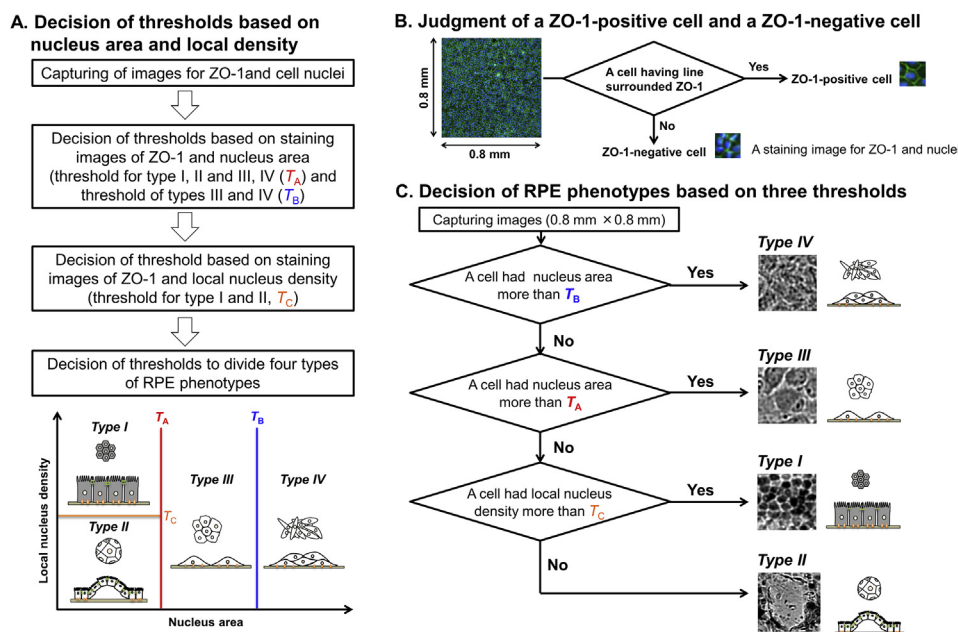 A. Decision of thresholds based on
nucleus area and local density
Capturing of images for ZO-1and cell nuclei
Decision of thresholds based on staining
images of ZO-1 and nucleus area
(threshold for type I, II and III, IV (TA) and
threshold of types III and IV (TB)
Decision of threshold based on staining
images of ZO-1 and local nucleus density
(threshold for type I and II, TC)
Decision of thresholds to divide four types
of RPE phenotypes
Local nucleus density
TA
TB
Type I
Type III
Type IV
TC
Type II
Nucleus area
B. Judgment of a ZO-1-positive cell and a ZO-1-negative cell
0.8 mm
0.8 mm
A cell having line
surrounded ZO-1
Yes
ZO-1-positive cell
No
ZO-1-negative cell
A staining image for ZO-1 and nucle
C. Decision of RPE phenotypes based on three thresholds
Capturing images (0.8 mm ×0.8 mm)
A cell had nucleus area
more than TB
Yes
Type IV
No
A cell had nucleus area
more than TA
Yes
Type III
No
A cell had local nucleus
density more than TC
Yes
Type I
No
Type II